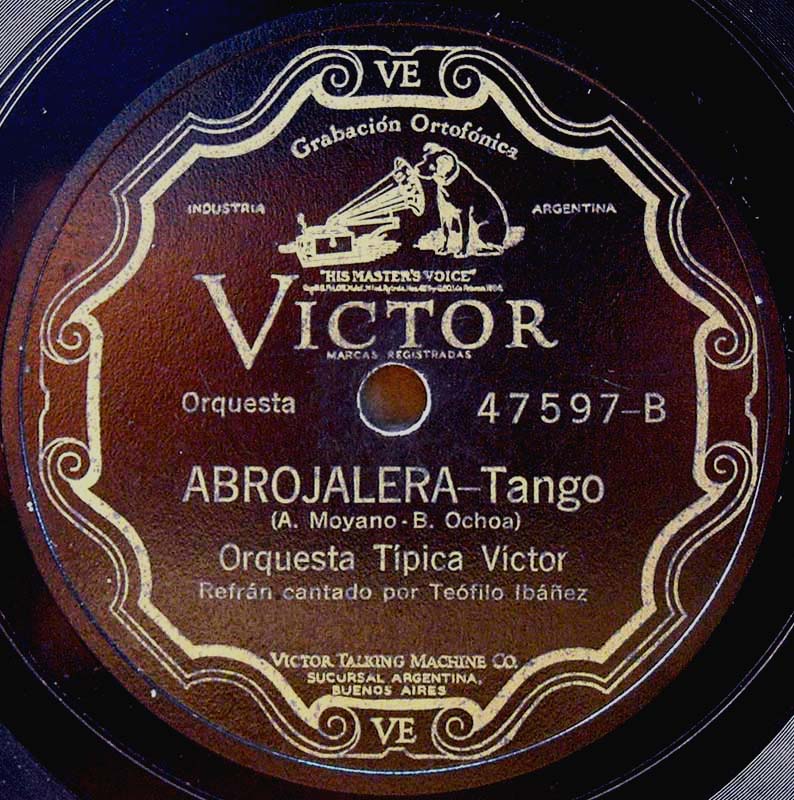 VE
Grabación Ortofónica
INDUSTRIA
ARGENTINA
"HIS MASTER'S VOICE"
VICTOR
MARCAS REGISTRADAS
Orquesta
47597-B
ABROJALERA-Tango
(A. Moyano - B. Ochoa)
Orquesta Típica Víctor
Refrán cantado por Teófilo Ibáñez
VICTOR TALKING MACHINE CO.
SUCURSAL ARGENTINA,
BUENOS AIRES
VE